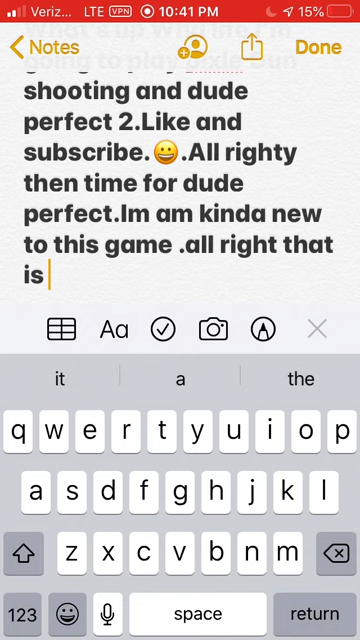 Veriz... LTE VPN 10:41 PM 15%
Notes Done
shooting and dude
perfect 2.Like and
subscribe.😀.All righty
then time for dude
perfect.Im am kinda new
to this game .all right that
is
Aa
it a the
q w e r t y u i o p
a s d f g h j k l
z x c v b n m
123 space return